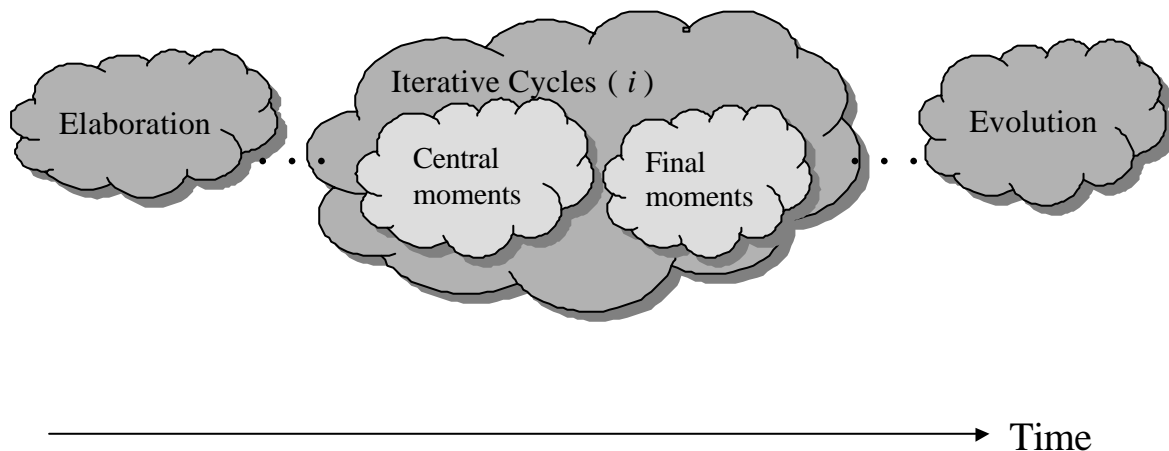 Iterative Cycles ( i )
Elaboration
Evolution
Central
moments
Final
moments
. . .
. . .
Time